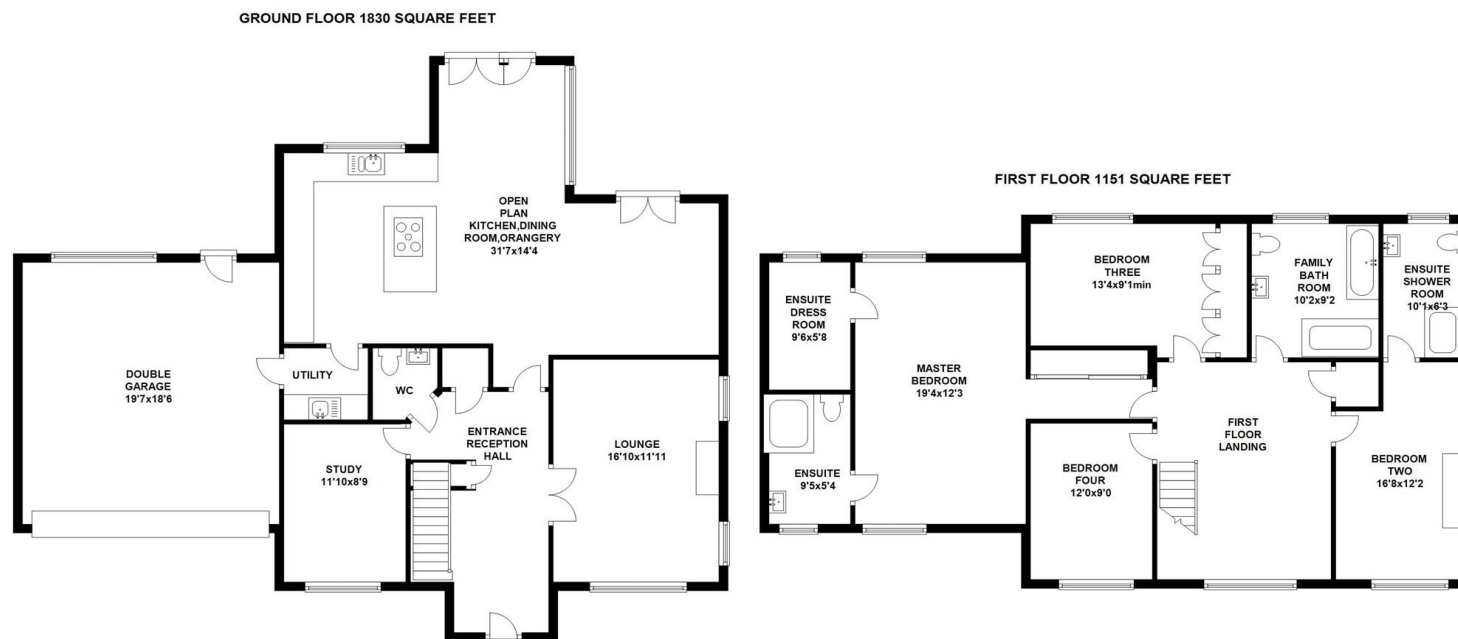 GROUND FLOOR 1830 SQUARE FEET
OPEN
PLAN
KITCHEN,DINING
ROOM,ORANGERY
31'7x14'4
DOUBLE
GARAGE
19'7x18'6
UTILITY
WC
ENTRANCE
RECEPTION
HALL
STUDY
11'10x8'9
LOUNGE
16'10x11'11
FIRST FLOOR 1151 SQUARE FEET
ENSUITE
DRESS
ROOM
9'6x5'8
MASTER
BEDROOM
19'4x12'3
BEDROOM
THREE
13'4x9'1min
FAMILY
BATH
ROOM
10'2x9'2
ENSUITE
SHOWER
ROOM
10'1x6'3
ENSUITE
9'5x5'4
BEDROOM
FOUR
12'0x9'0
FIRST
FLOOR
LANDING
BEDROOM
TWO
16'8x12'2